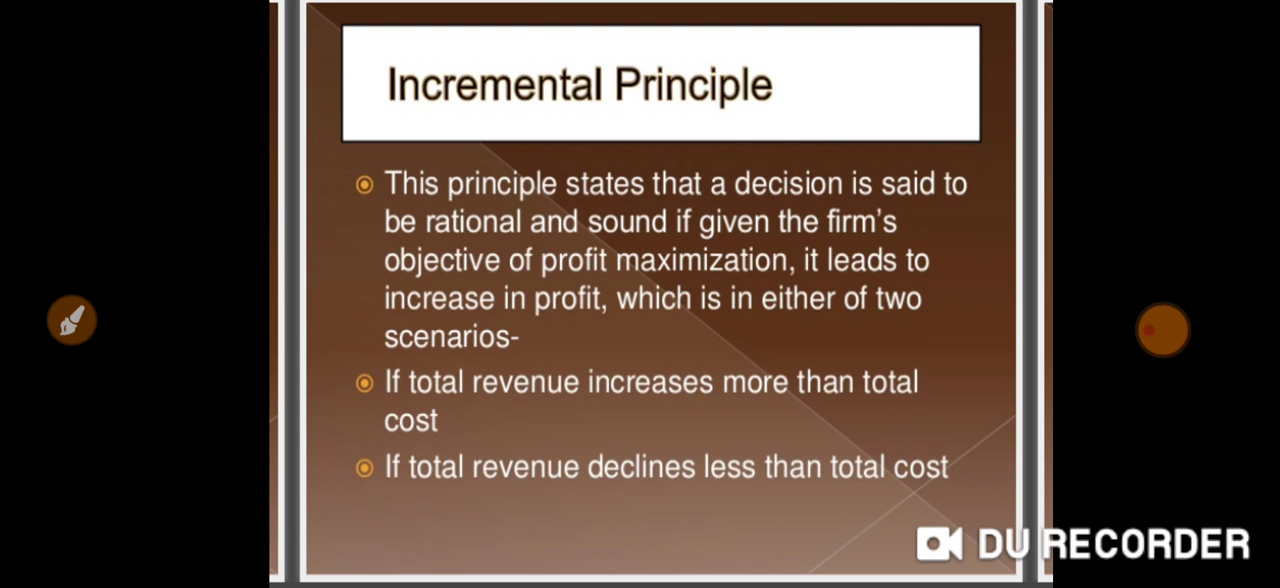 Incremental Principle
This principle states that a decision is said to
be rational and sound if given the firm's
objective of profit maximization, it leads to
increase in profit, which is in either of two
scenarios-
If total revenue increases more than total
cost
If total revenue declines less than total cost
DU RECORDER